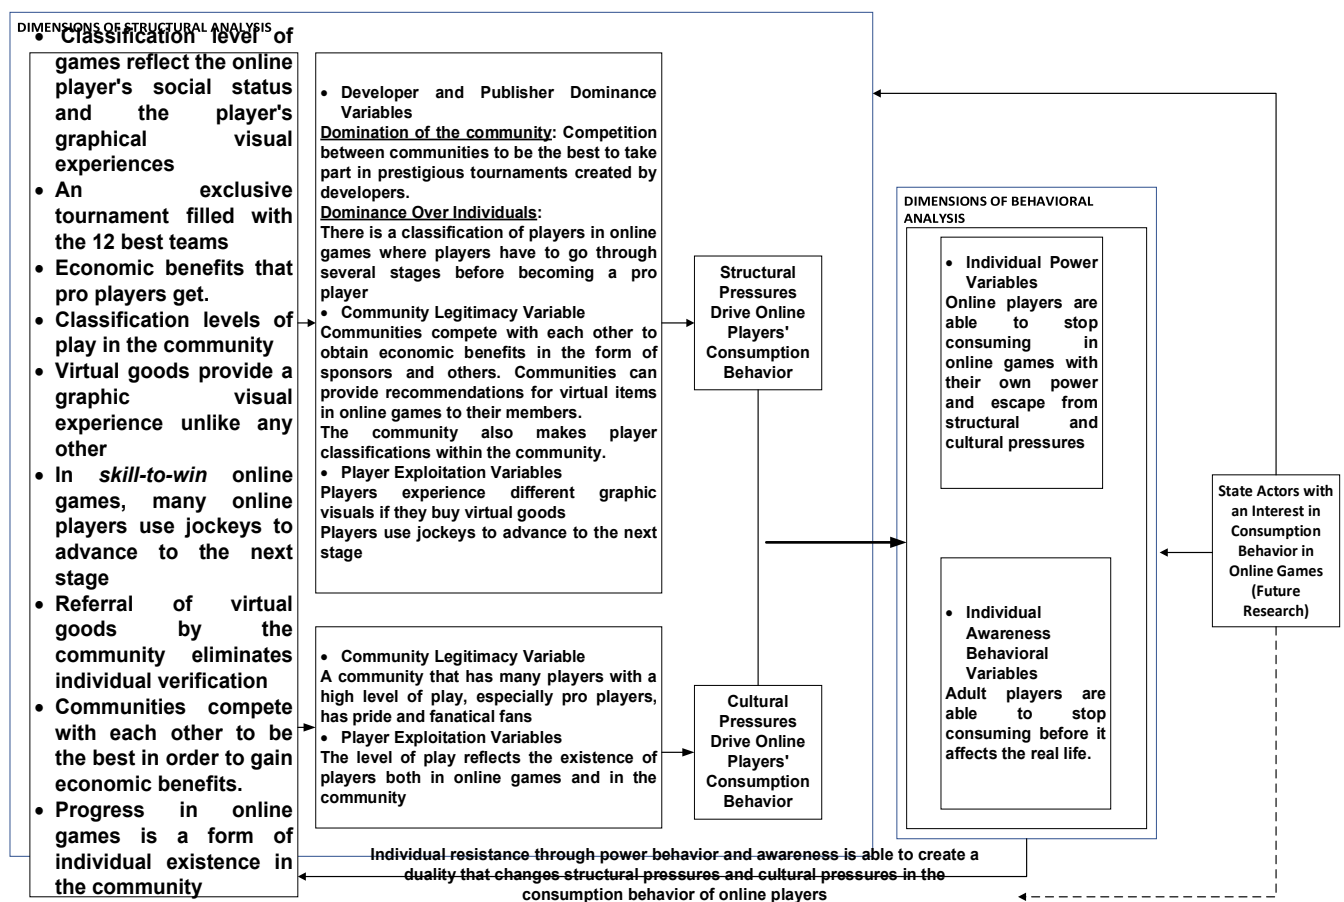 DIMENSIONS OF STRUCTURAL ANALYSIS
• Classification level of
games reflect the online
player's social status
and the player's
graphical visual
experiences
• An exclusive
tournament filled with
the 12 best teams
• Economic benefits that
pro players get.
• Classification levels of
play in the community
• Virtual goods provide a
graphic visual
experience unlike any
other
• In skill-to-win online
games, many online
players use jockeys to
advance to the next
stage
• Referral of virtual
goods by the
community eliminates
individual verification
• Communities compete
with each other to be
the best in order to gain
economic benefits.
• Progress in online
games is a form of
individual existence in
the community
• Developer and Publisher Dominance
Variables
Domination of the community: Competition
between communities to be the best to take
part in prestigious tournaments created by
developers.
Dominance Over Individuals:
There is a classification of players in online
games where players have to go through
several stages before becoming a pro
player
• Community Legitimacy Variable
Communities compete with each other to
obtain economic benefits in the form of
sponsors and others. Communities can
provide recommendations for virtual items
in online games to their members.
The community also makes player
classifications within the community.
• Player Exploitation Variables
Players experience different graphic
visuals if they buy virtual goods
Players use jockeys to advance to the next
stage
• Community Legitimacy Variable
A community that has many players with a
high level of play, especially pro players,
has pride and fanatical fans
• Player Exploitation Variables
The level of play reflects the existence of
players both in online games and in the
community
Structural
Pressures
Drive Online
Players'
Consumption
Behavior
Cultural
Pressures
Drive Online
Players'
Consumption
Behavior
DIMENSIONS OF BEHAVIORAL
ANALYSIS
• Individual Power
Variables
Online players are
able to stop
consuming in
online games with
their own power
and escape from
structural and
cultural pressures
• Individual
Awareness
Behavioral
Variables
Adult players are
able to stop
consuming before it
affects the real life.
State Actors with
an Interest in
Consumption
Behavior in
Online Games
(Future
Research)
Individual resistance through power behavior and awareness is able to create a
duality that changes structural pressures and cultural pressures in the
consumption behavior of online players